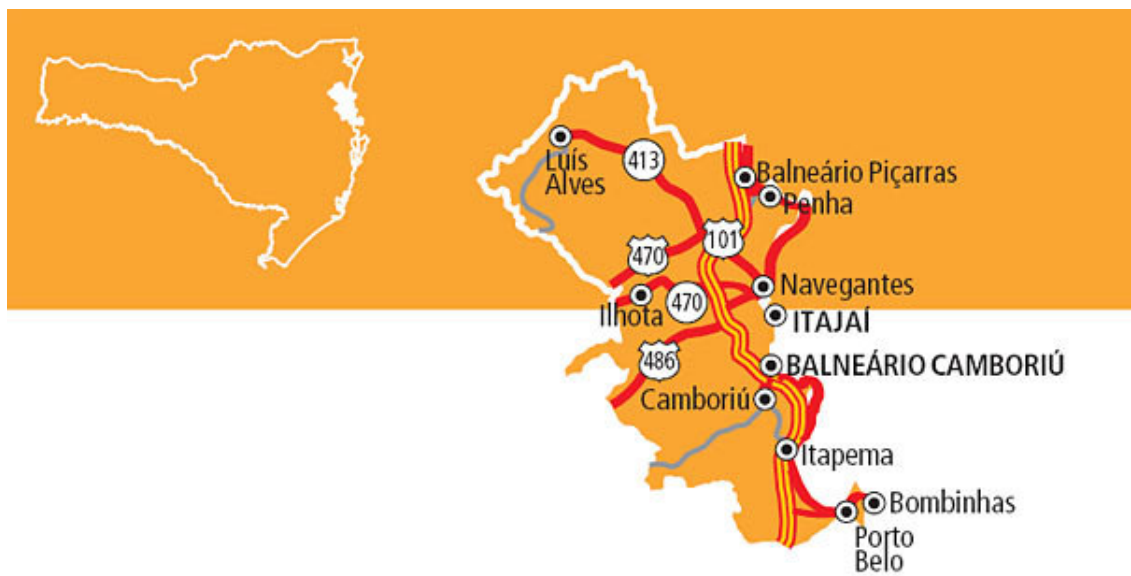 Luís
Alves
413
Balneário Piçarras
Penha
101
470
Navegantes
Ilhota
470
ITAJAÍ
486
BALNEÁRIO CAMBORIÚ
Camboriú
Itapema
Bombinhas
Porto
Belo